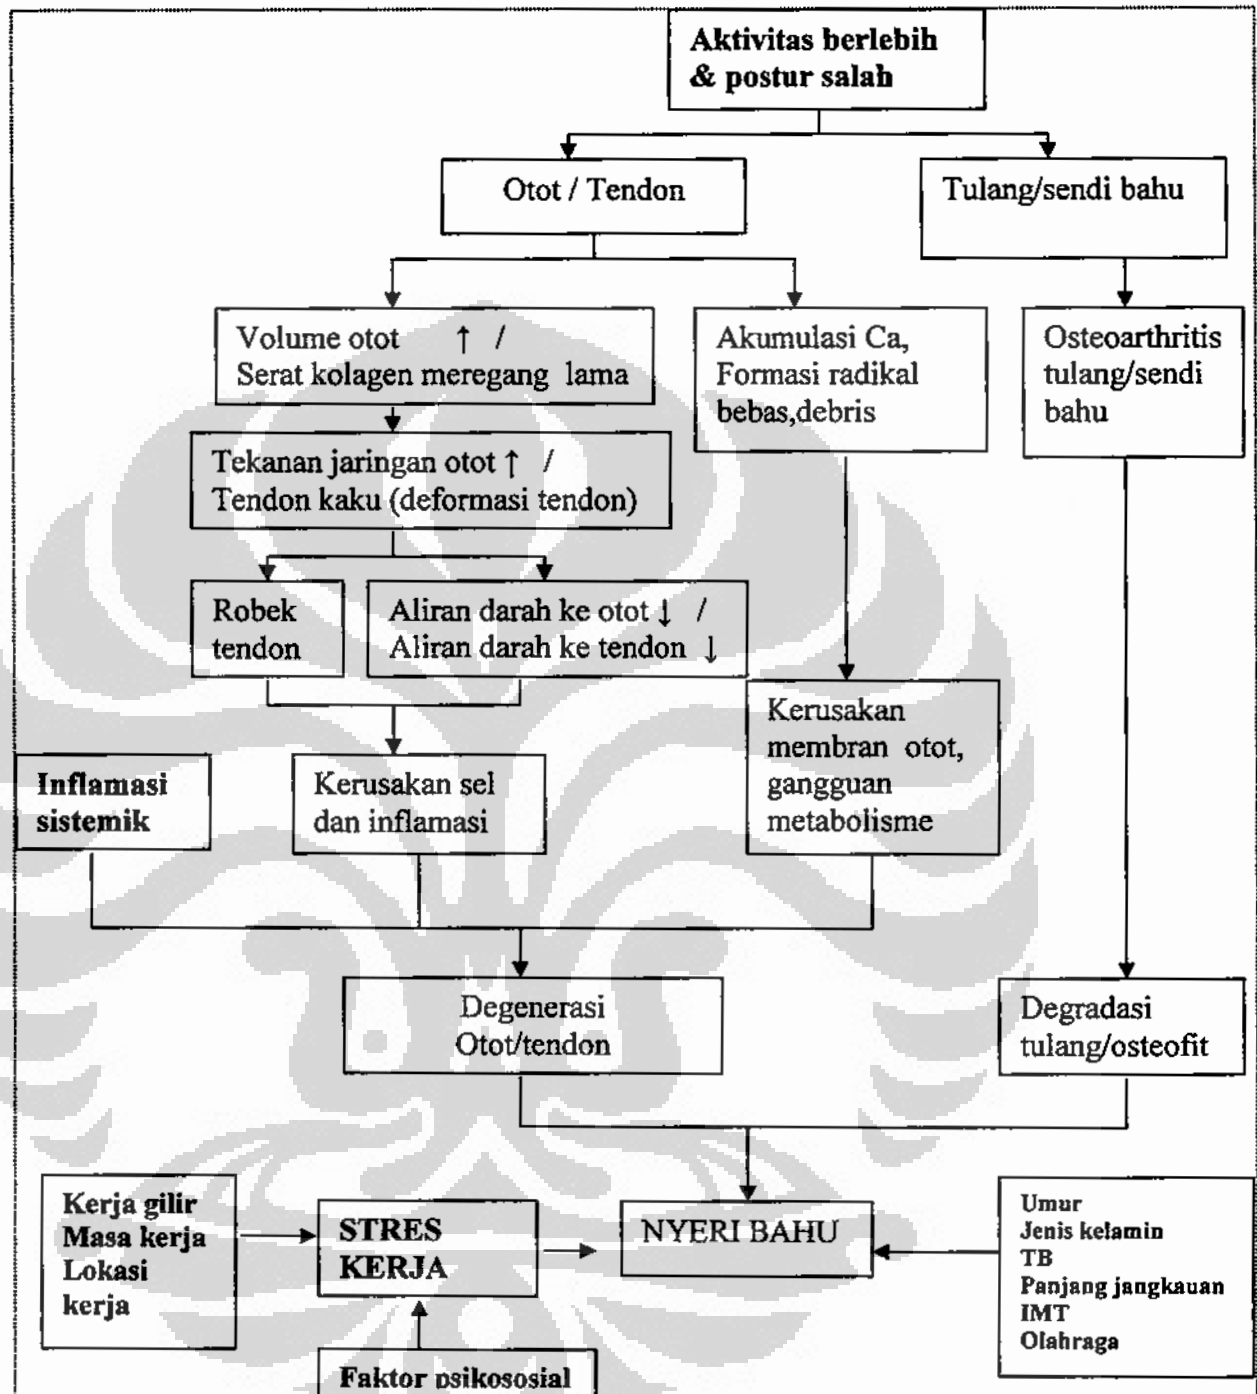 Aktivitas berlebih
& postur salah
Otot / Tendon
Tulang/sendi bahu
Volume otot ↑ /
Serat kolagen meregang lama
Akumulasi Ca,
Formasi radikal
bebas,debris
Osteoarthritis
tulang/sendi
bahu
Tekanan jaringan otot ↑ /
Tendon kaku (deformasi tendon)
Robek
tendon
Aliran darah ke otot ↓ /
Aliran darah ke tendon ↓
Kerusakan
membran otot,
gangguan
metabolisme
Inflamasi
sistemik
Kerusakan sel
dan inflamasi
Degenerasi
Otot/tendon
Degradasi
tulang/osteofit
Kerja gilir
Masa kerja
Lokasi
kerja
STRES
KERJA
NYERI BAHU
Umur
Jenis kelamin
TB
Panjang jangkauan
IMT
Olahraga
Faktor psikososial